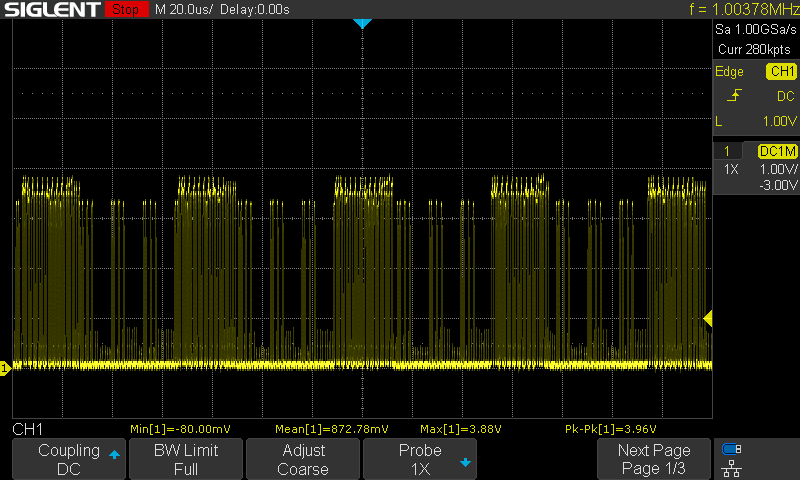 SIGLENT Stop M 20.0us/ Delay:0.00s f = 1.00378MHz
Sa 1.00GSa/s
Curr 280kpts
Edge CH1
DC
L 1.00V
1 DC1M
1X 1.00V/
-3.00V
1
CH1 Min[1]=-80.00mV Mean[1]=872.78mV Max[1]=3.88V Pk-Pk[1]=3.96V
Coupling BW Limit Adjust Probe Next Page
DC Full Coarse 1X Page 1/3